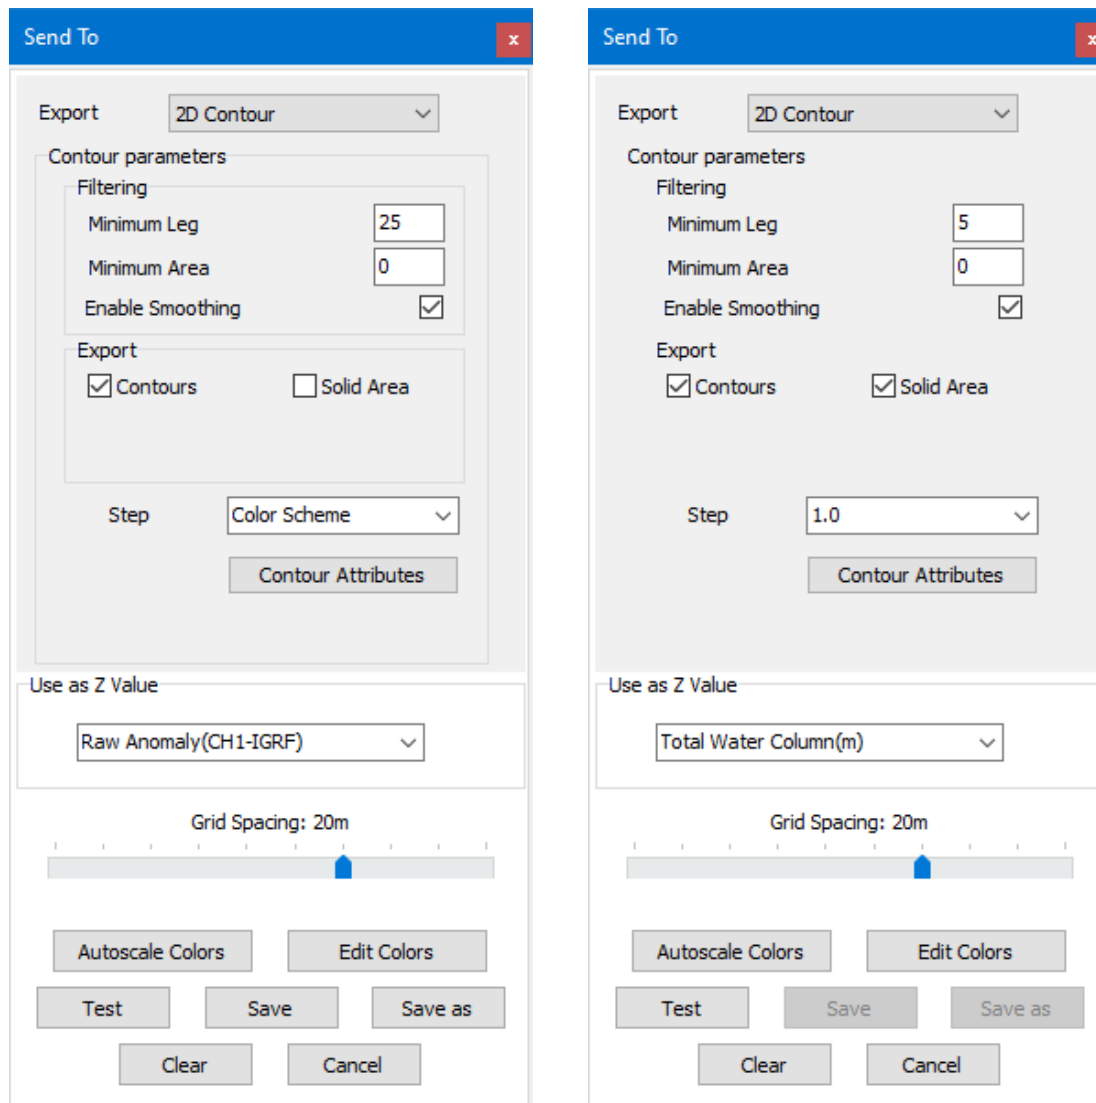 Send To
x
Export 2D Contour
Contour parameters
Filtering
Minimum Leg 25
Minimum Area 0
Enable Smoothing
Export
Contours Solid Area
Step Color Scheme
Contour Attributes
Use as Z Value
Raw Anomaly(CH1-IGRF)
Grid Spacing: 20m
Autoscale Colors Edit Colors
Test Save Save as
Clear Cancel
Send To
x
Export 2D Contour
Contour parameters
Filtering
Minimum Leg 5
Minimum Area 0
Enable Smoothing
Export
Contours Solid Area
Step 1.0
Contour Attributes
Use as Z Value
Total Water Column(m)
Grid Spacing: 20m
Autoscale Colors Edit Colors
Test Save Save as
Clear Cancel